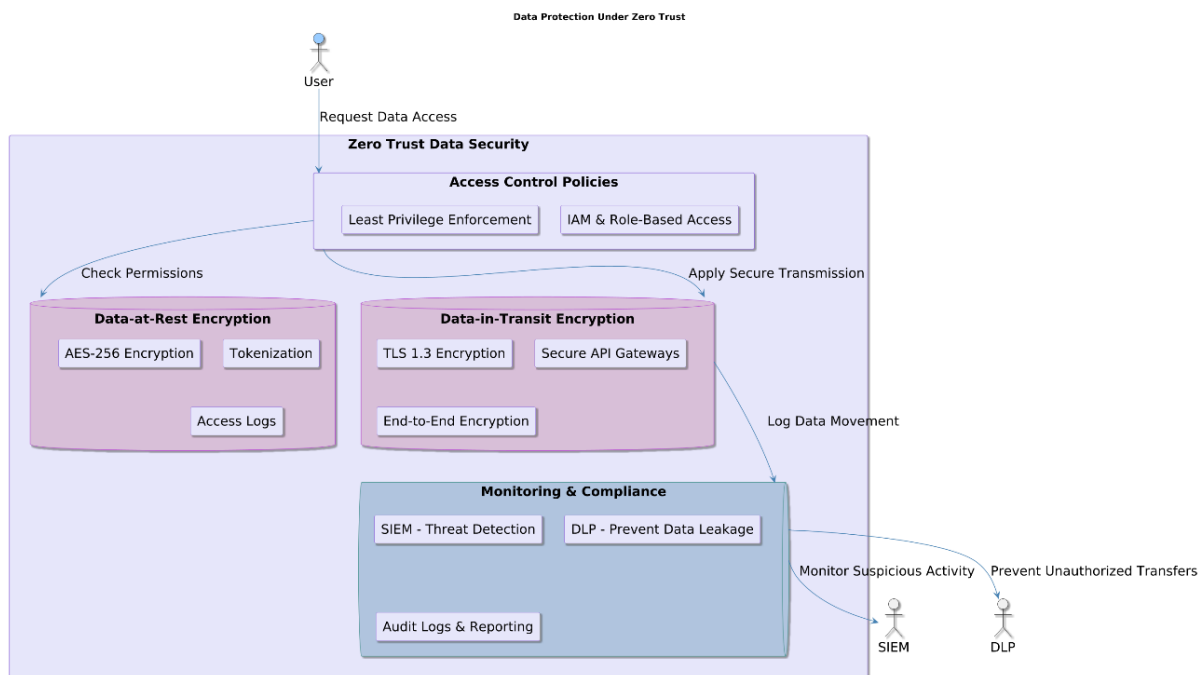 Data Protection Under Zero Trust
User
Request Data Access
Zero Trust Data Security
Access Control Policies
Least Privilege Enforcement
IAM & Role-Based Access
Check Permissions
Apply Secure Transmission
Data-at-Rest Encryption
AES-256 Encryption
Tokenization
Access Logs
Data-in-Transit Encryption
TLS 1.3 Encryption
Secure API Gateways
End-to-End Encryption
Log Data Movement
Monitoring & Compliance
SIEM - Threat Detection
DLP - Prevent Data Leakage
Audit Logs & Reporting
Monitor Suspicious Activity
Prevent Unauthorized Transfers
SIEM
DLP